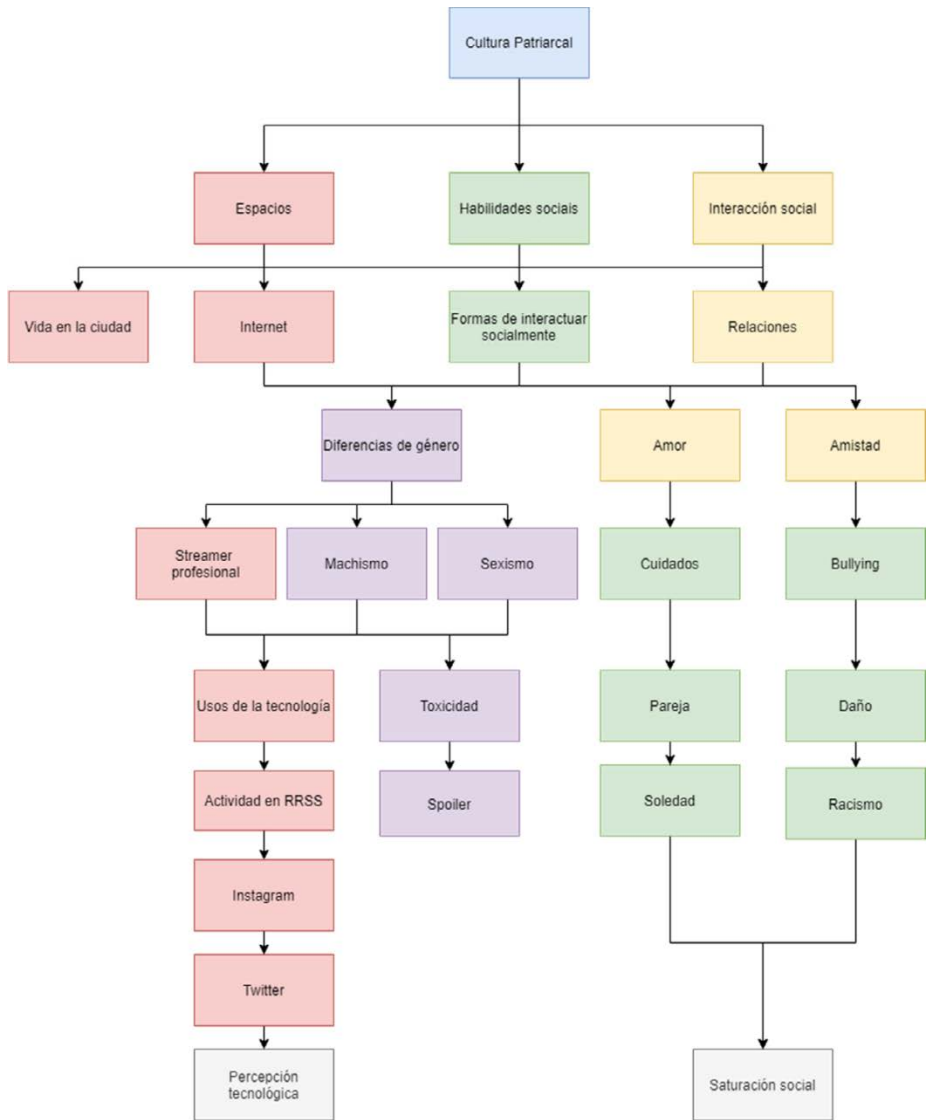 Cultura Patriarcal
Espacios
Habilidades sociais
Interacción social
Vida en la ciudad
Internet
Formas de interactuar
socialmente
Relaciones
Diferencias de género
Amor
Amistad
Streamer
profesional
Machismo
Sexismo
Cuidados
Bullying
Usos de la tecnología
Toxicidad
Pareja
Daño
Actividad en RRSS
Spoiler
Soledad
Racismo
Instagram
Twitter
Percepción
tecnológica
Saturación social